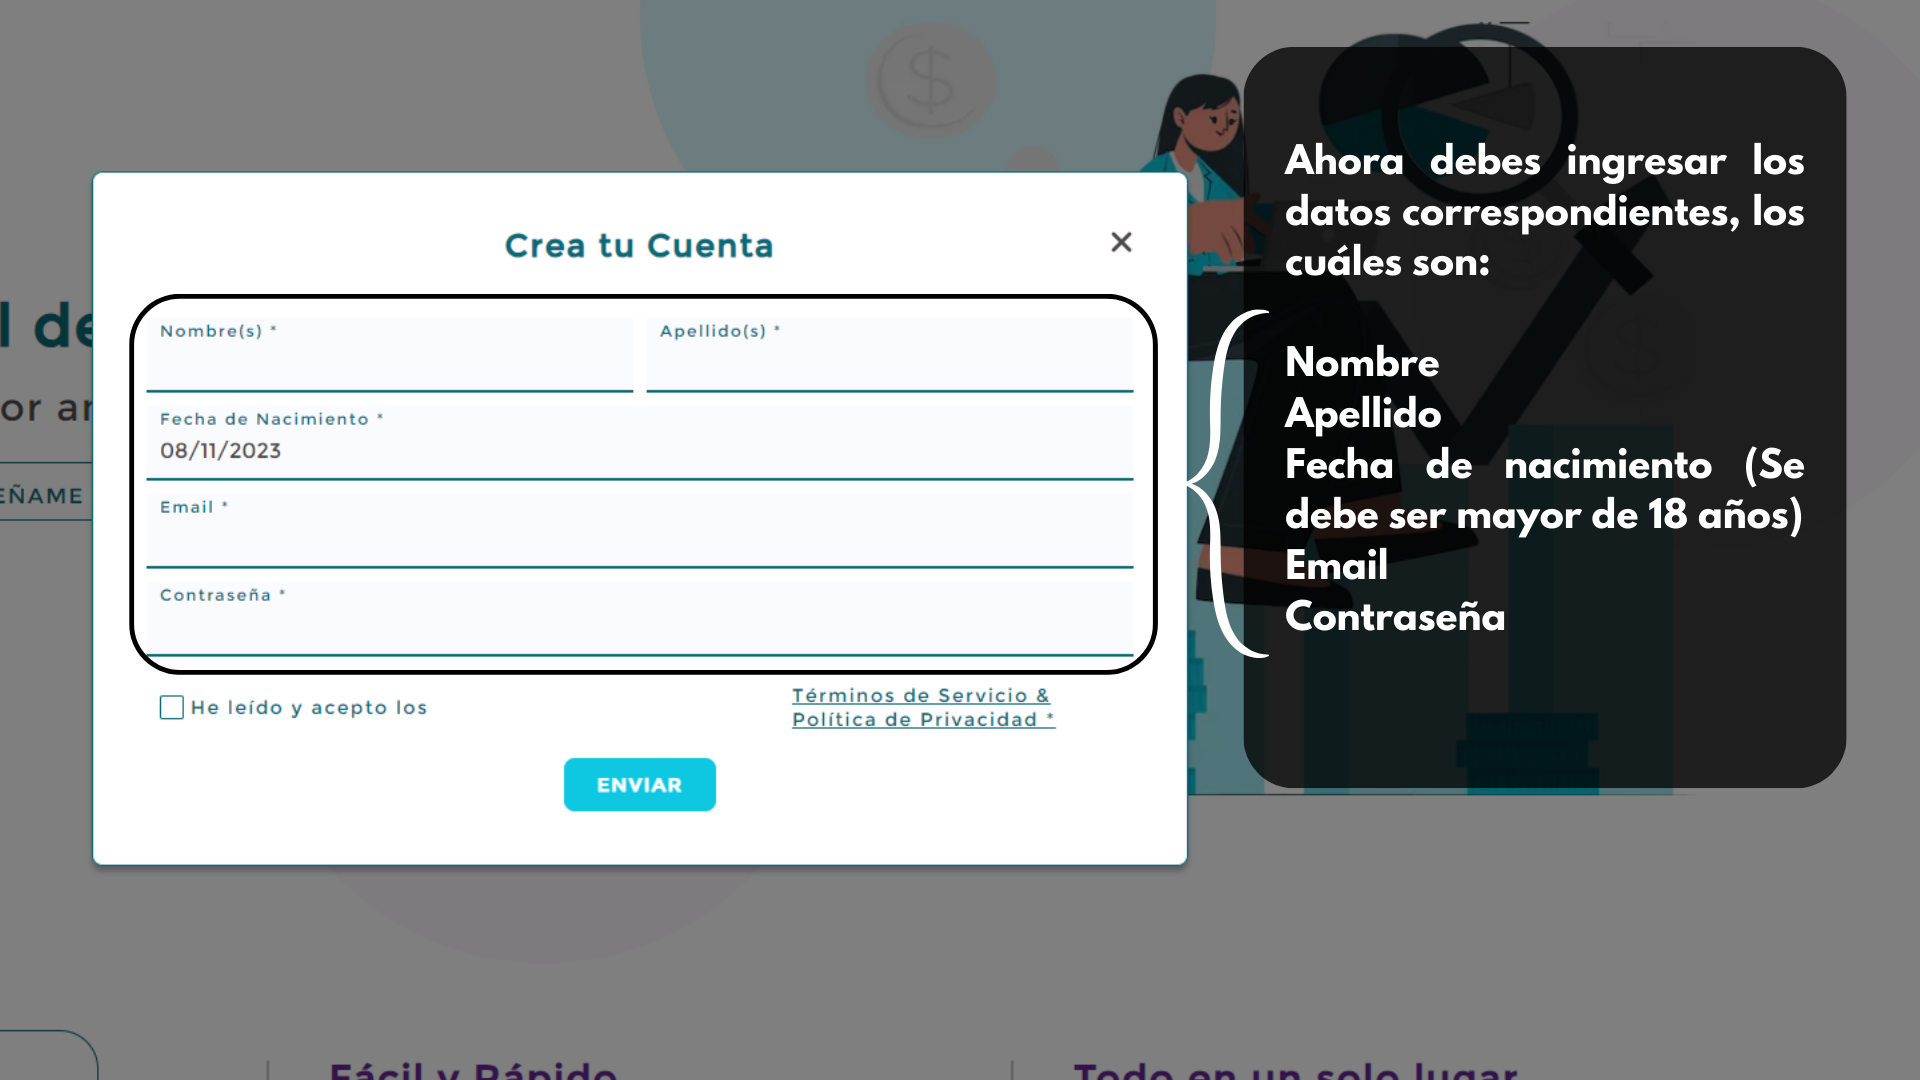 Ahora debes ingresar los
datos correspondientes, los
cuáles son:
Nombre
Apellido
Fecha de nacimiento (Se
debe ser mayor de 18 años)
Email
Contraseña
Crea tu Cuenta
Nombre(s) *
Apellido(s) *
Fecha de Nacimiento *
08/11/2023
Email *
Contraseña *
He leído y acepto los
Términos de Servicio &
Política de Privacidad *
ENVIAR
l de
or ar
EÑAME
Fácil y Rápido
Todo en un solo lugar